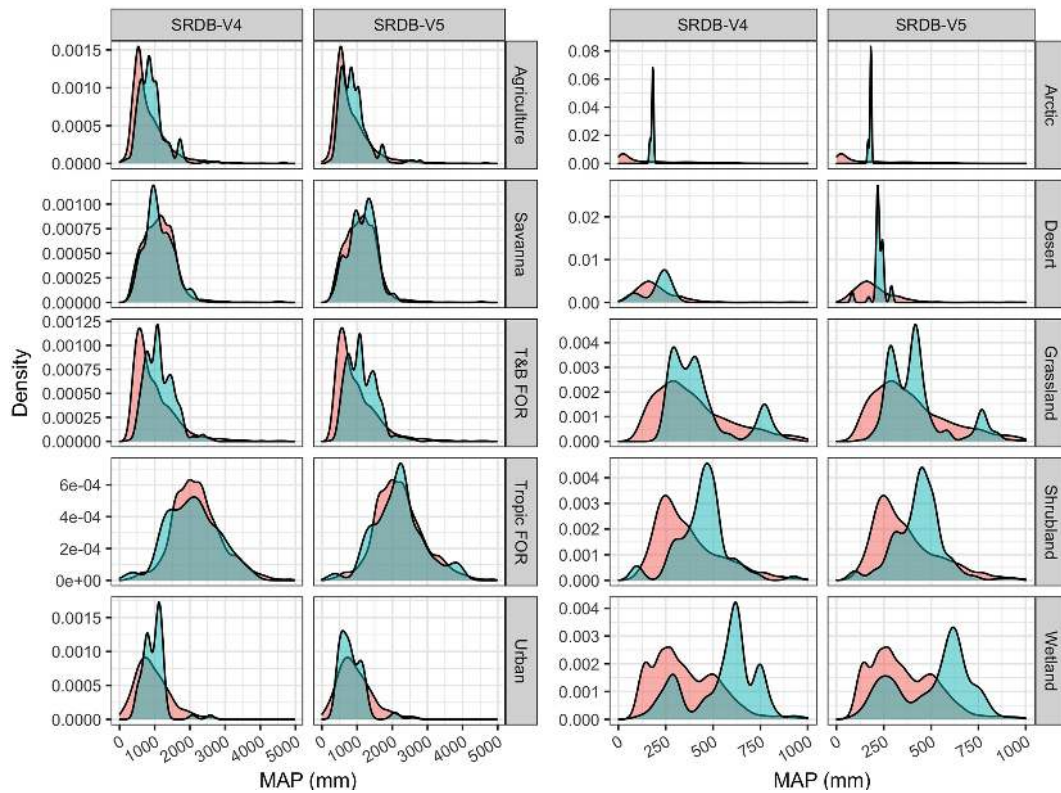 SRDB-V4 SRDB-V5 SRDB-V4 SRDB-V5
0.0015
0.0010
0.0005
0.0000
Agriculture
0.08
0.06
0.04
0.02
0.00
Arctic
0.00100
0.00075
0.00050
0.00025
0.00000
Savanna
0.02
0.01
0.00
Desert
0.00125
0.00100
0.00075
0.00050
0.00025
0.00000
T&B FOR
0.004
0.003
0.002
0.001
0.000
Grassland
6e-04
4e-04
2e-04
0e+00
Tropic FOR
0.004
0.003
0.002
0.001
0.000
Shrubland
0.0015
0.0010
0.0005
0.0000
Urban
0.004
0.003
0.002
0.001
0.000
Wetland
Density
0 1000 2000 3000 4000 5000 0 1000 2000 3000 4000 5000
0 250 500 750 1000 0 250 500 750 1000
MAP (mm) MAP (mm)